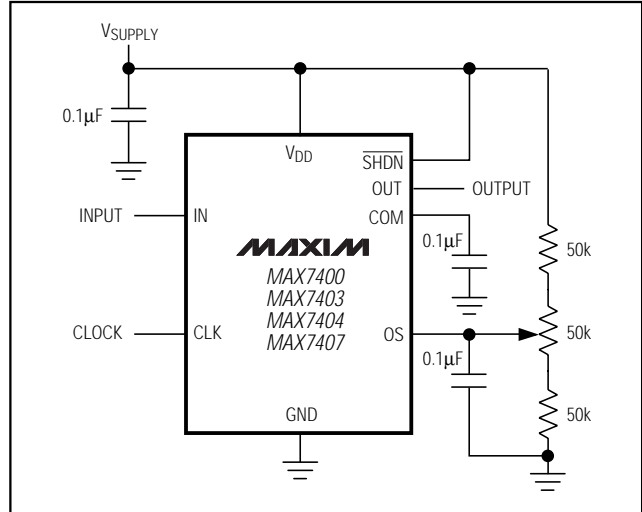 VSUPPLY
0.1µF
VDD
SHDN
OUT
OUTPUT
INPUT
IN
COM
0.1µF
50k
MAXIM
MAX7400
MAX7403
MAX7404
MAX7407
CLOCK
CLK
OS
50k
0.1µF
50k
GND